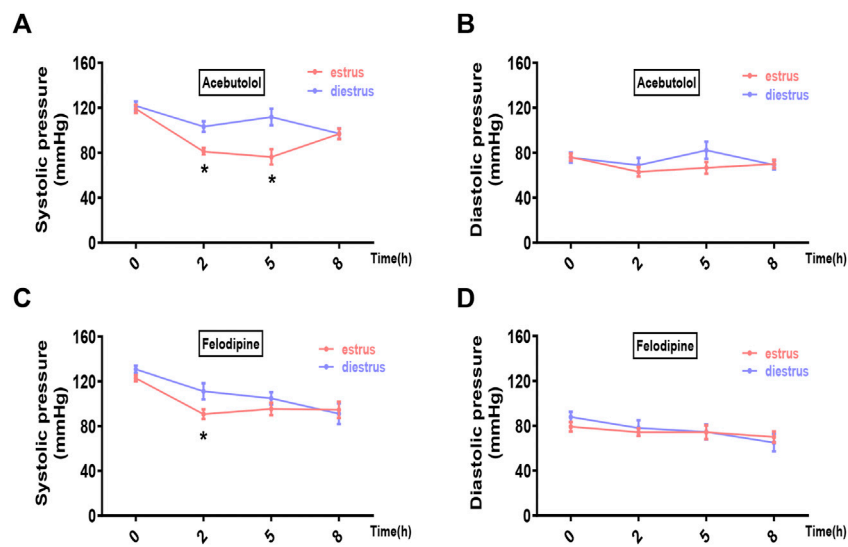 A
Systolic pressure
(mmHg)
160
120
80
40
0
Acebutolol
estrus
diestrus
*
*
0
2
5
8
Time(h)
B
Diastolic pressure
(mmHg)
160
120
80
40
0
Acebutolol
estrus
diestrus
0
2
5
8
Time(h)
C
Systolic pressure
(mmHg)
160
120
80
40
0
Felodipine
estrus
diestrus
*
0
2
5
8
Time(h)
D
Diastolic pressure
(mmHg)
160
120
80
40
0
Felodipine
estrus
diestrus
0
2
5
8
Time(h)